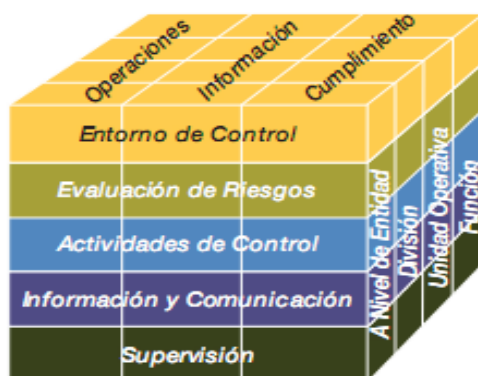 Operaciones
Información
Cumplimiento
Entorno de Control
Evaluación de Riesgos
Actividades de Control
Información y Comunicación
Supervisión
A Nivel de Entidad
División
Unidad Operativa
Función